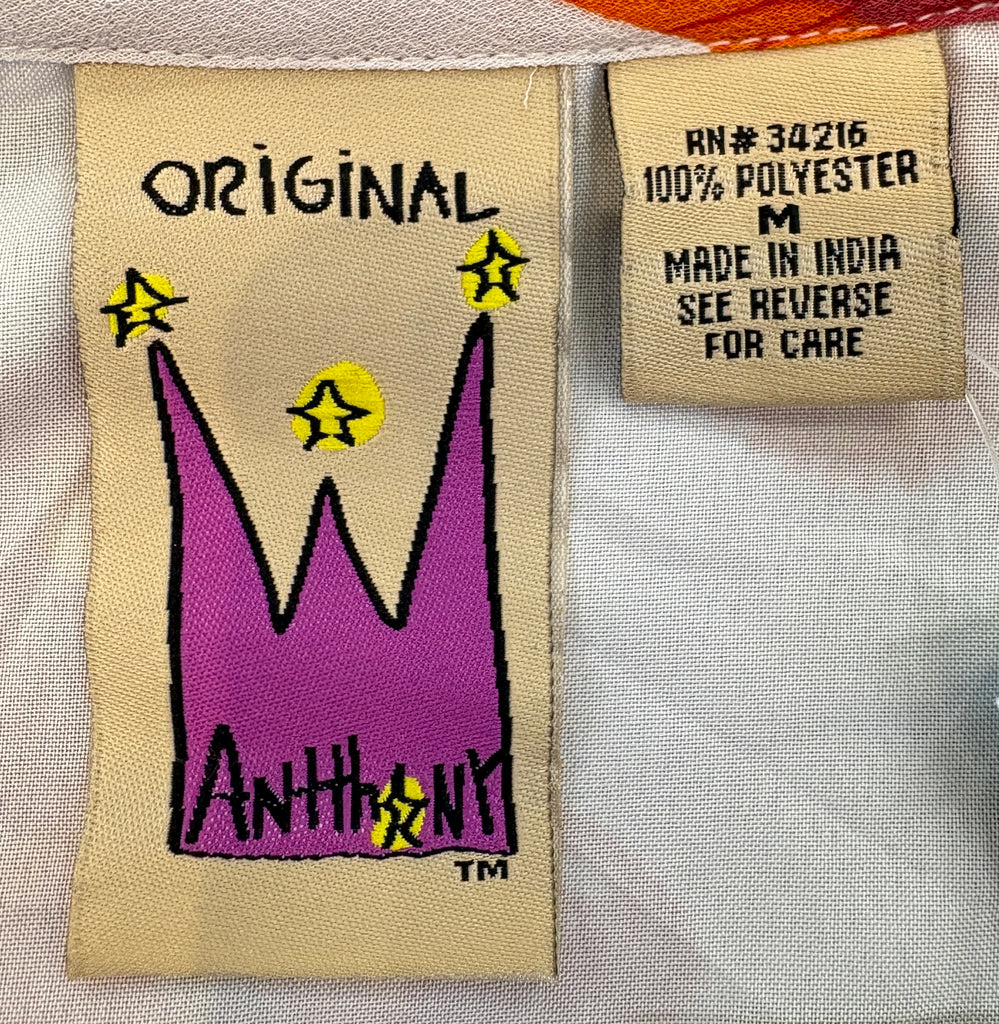 ORiGiNAL
ANTHONY
TM
RN# 34216
100% POLYESTER
M
MADE IN INDIA
SEE REVERSE
FOR CARE